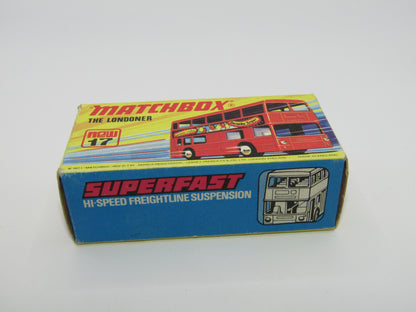 MATCHBOX®
THE LONDONER
new
17
SUPERFAST
HI-SPEED FREIGHTLINE SUSPENSION